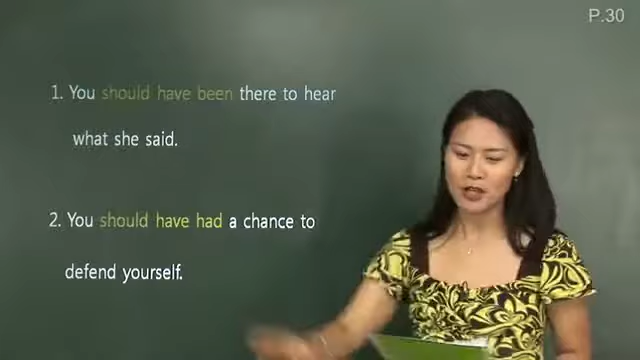 P.30
1. You should have been there to hear
what she said.
2. You should have had a chance to
defend yourself.